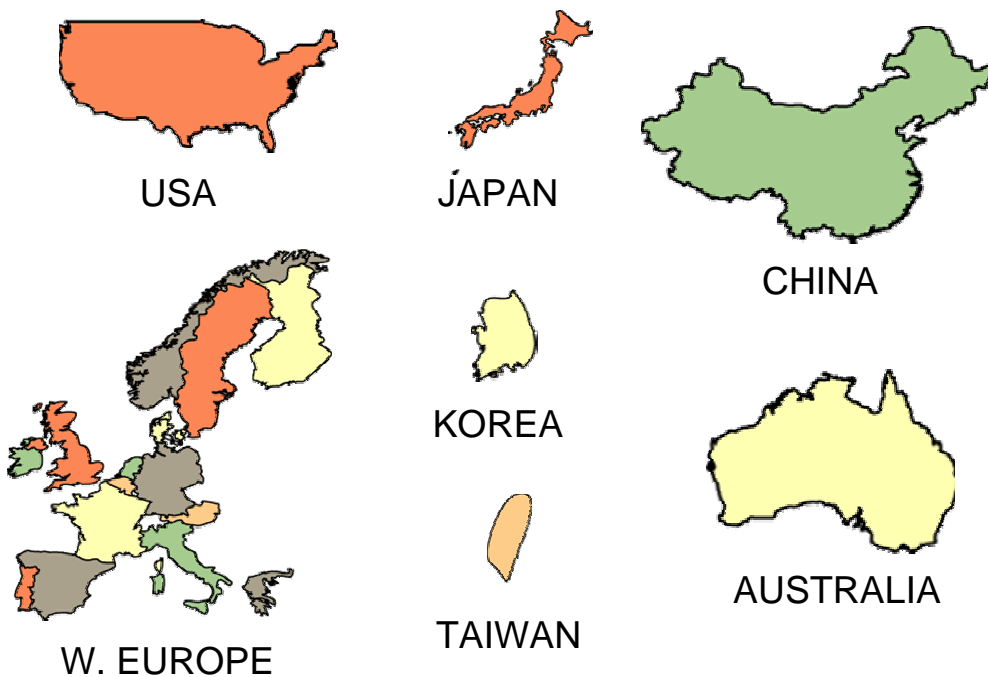 USA
JAPAN
CHINA
KOREA
AUSTRALIA
TAIWAN
W. EUROPE